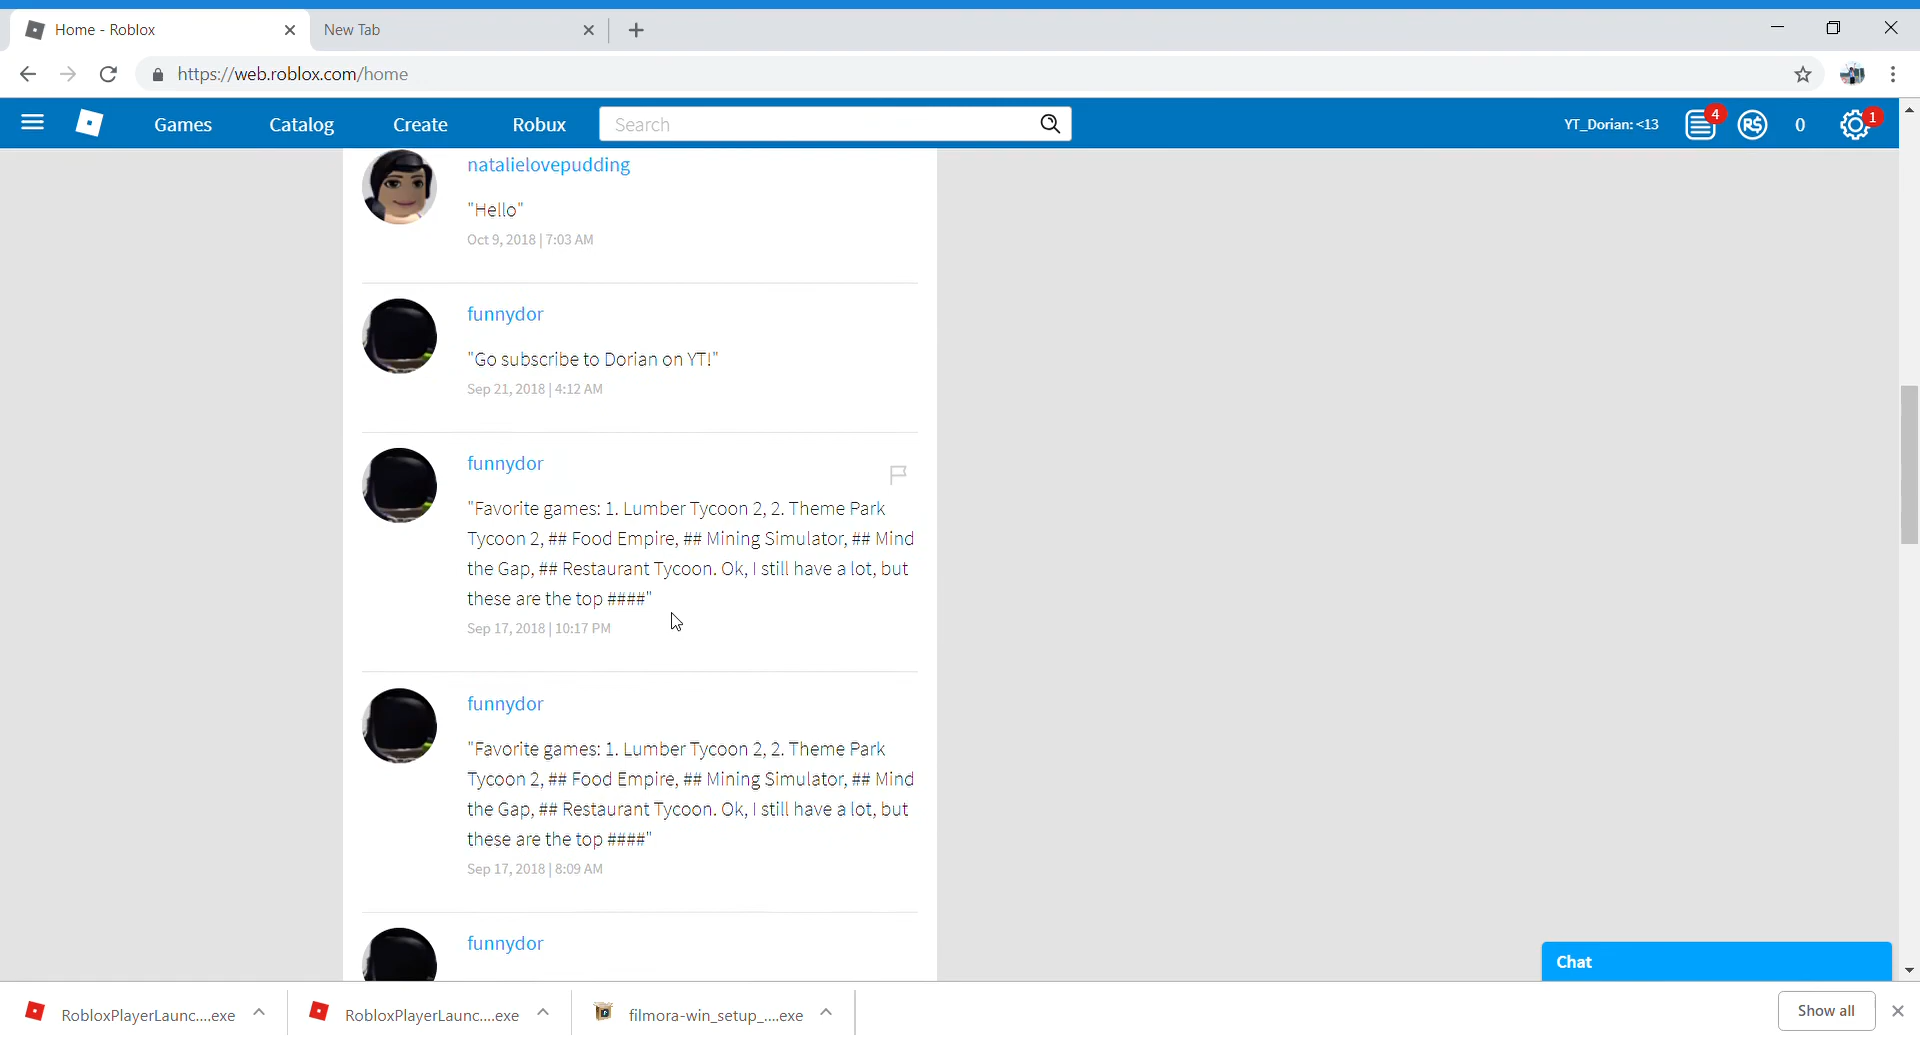 Home - Roblox
New Tab
https://web.roblox.com/home
Games
Catalog
Create
Robux
Search
YT_Dorian: <13
4
R$
0
1
natalielovepudding
"Hello"
Oct 9, 2018 | 7:03 AM
funnydor
"Go subscribe to Dorian on YT!"
Sep 21, 2018 | 4:12 AM
funnydor
"Favorite games: 1. Lumber Tycoon 2, 2. Theme Park
Tycoon 2, ## Food Empire, ## Mining Simulator, ## Mind
the Gap, ## Restaurant Tycoon. Ok, I still have a lot, but
these are the top ####"
Sep 17, 2018 | 10:17 PM
funnydor
"Favorite games: 1. Lumber Tycoon 2, 2. Theme Park
Tycoon 2, ## Food Empire, ## Mining Simulator, ## Mind
the Gap, ## Restaurant Tycoon. Ok, I still have a lot, but
these are the top ####"
Sep 17, 2018 | 8:09 AM
funnydor
Chat
RobloxPlayerLaunc....exe
RobloxPlayerLaunc....exe
filmora-win_setup_....exe
Show all